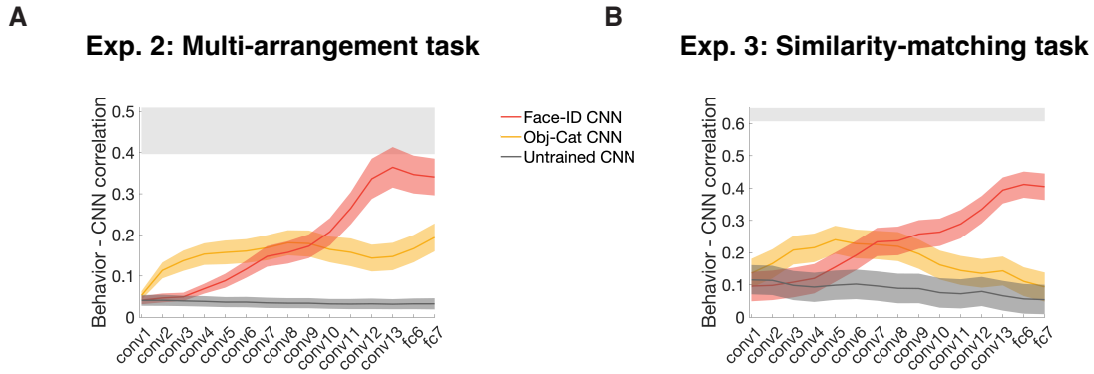 A
Exp. 2: Multi-arrangement task
Behavior - CNN correlation
0.5
0.4
0.3
0.2
0.1
0
conv1
conv2
conv3
conv4
conv5
conv6
conv7
conv8
conv9
conv10
conv11
conv12
conv13
fc6
fc7
Face-ID CNN
Obj-Cat CNN
Untrained CNN
B
Exp. 3: Similarity-matching task
Behavior - CNN correlation
0.6
0.5
0.4
0.3
0.2
0.1
0
conv1
conv2
conv3
conv4
conv5
conv6
conv7
conv8
conv9
conv10
conv11
conv12
conv13
fc6
fc7